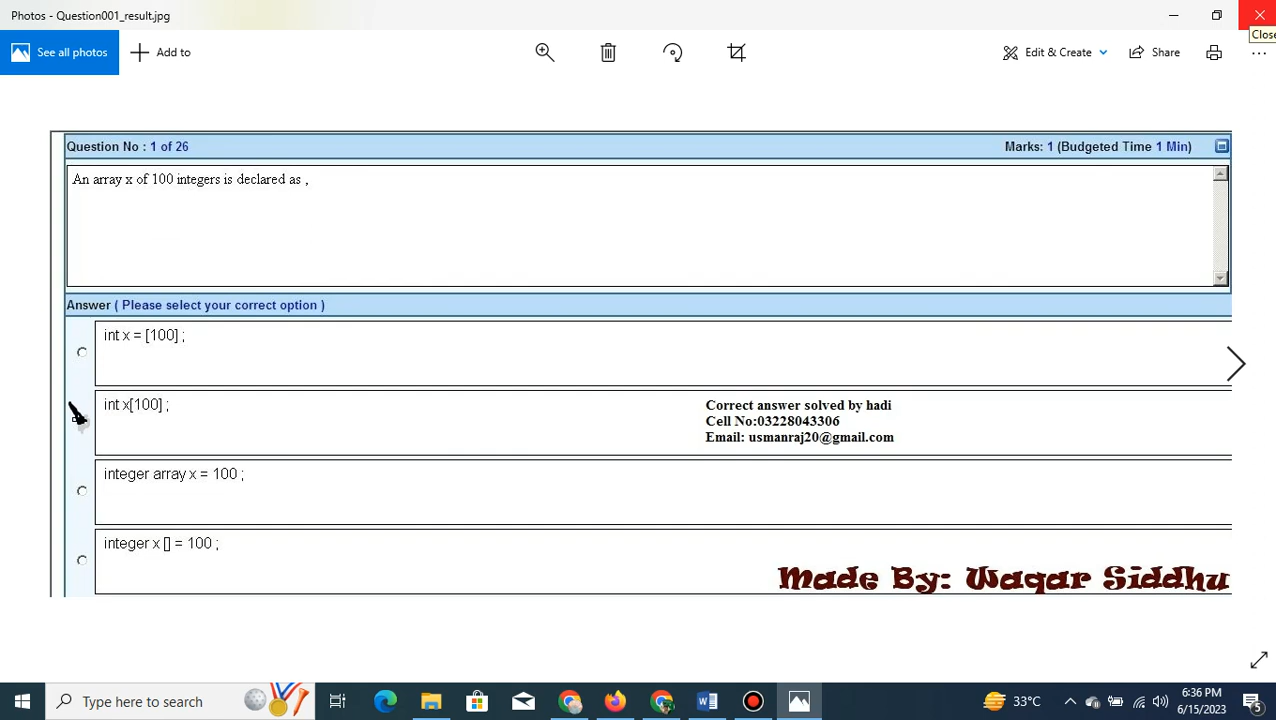 Photos - Question001_result.jpg
Close
See all photos
Add to
Edit & Create
Share
Question No : 1 of 26
Marks: 1 (Budgeted Time 1 Min)
An array x of 100 integers is declared as ,
Answer ( Please select your correct option )
int x = [100] ;
int x[100] ;
Correct answer solved by hadi
Cell No:03228043306
Email: usmanraj20@gmail.com
integer array x = 100 ;
integer x [] = 100 ;
Made By: Waqar Siddhu
Type here to search
33°C
6:36 PM
6/15/2023
5